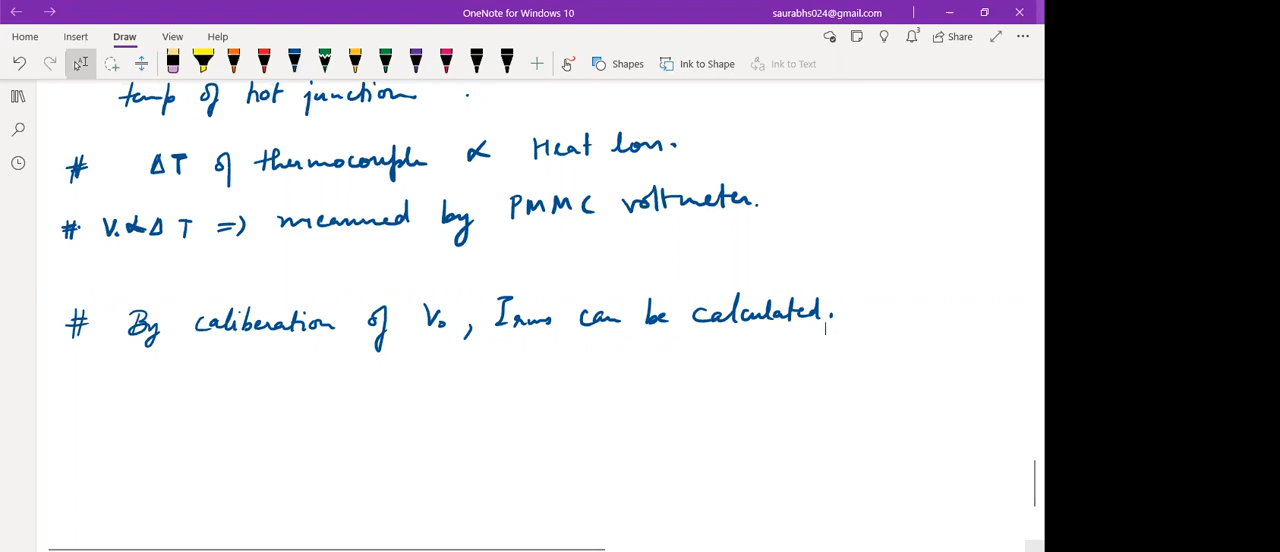 OneNote for Windows 10
saurabhs024@gmail.com
Home Insert Draw View Help
Share
Shapes Ink to Shape Ink to Text
temp of hot junction .
# ΔT of thermocouple ∝ Heat loss.
# V₀ ∝ Δ T => measured by PMMC voltmeter.
# By caliberation of V₀, Irms can be calculated.